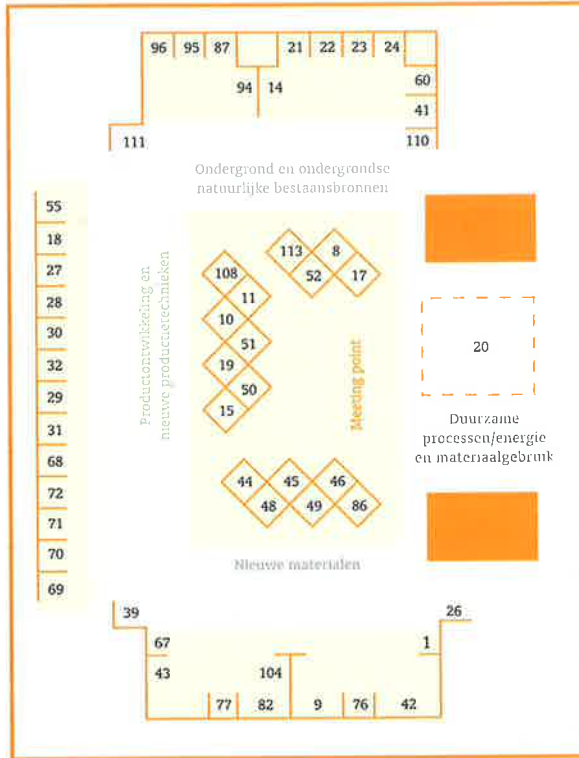 96 95 87 21 22 23 24
94 14 60
41
111 110
Ondergrond en ondergrondse
natuurlijke bestaansbronnen
55
18
27
28
30
32
29
31
68
72
71
70
69
Productontwikkeling en
nieuwe productietechnieken
113 8
52 17
108
11
10
51
19
50
15
Meeting point
20
Duurzame
processen/energie
en materiaalgebruik
44 45 46
48 49 86
Nieuwe materialen
39 26
67 1
43 104
77 82 9 76 42